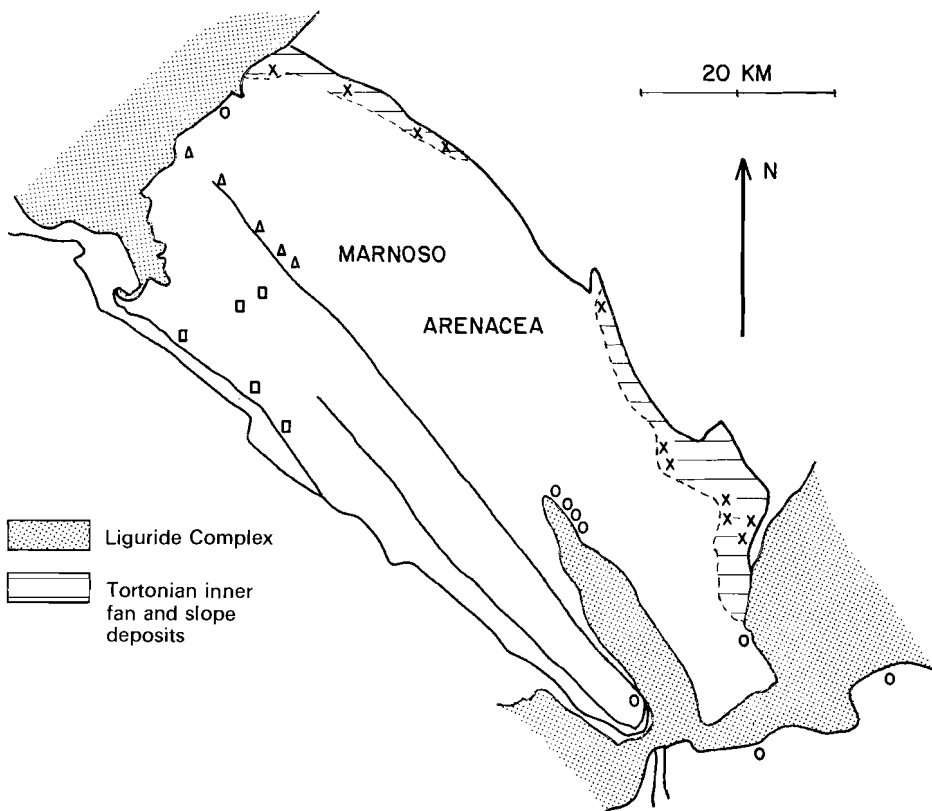 20 KM
N
MARNOSO
ARENACEA
Liguride Complex
Tortonian inner
fan and slope
deposits